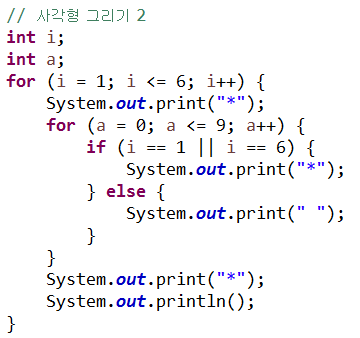 // 사각형 그리기 2
int i;
int a;
for (i = 1; i <= 6; i++) {
    System.out.print("*");
    for (a = 0; a <= 9; a++) {
        if (i == 1 || i == 6) {
            System.out.print("*");
        } else {
            System.out.print(" ");
        }
    }
    System.out.print("*");
    System.out.println();
}